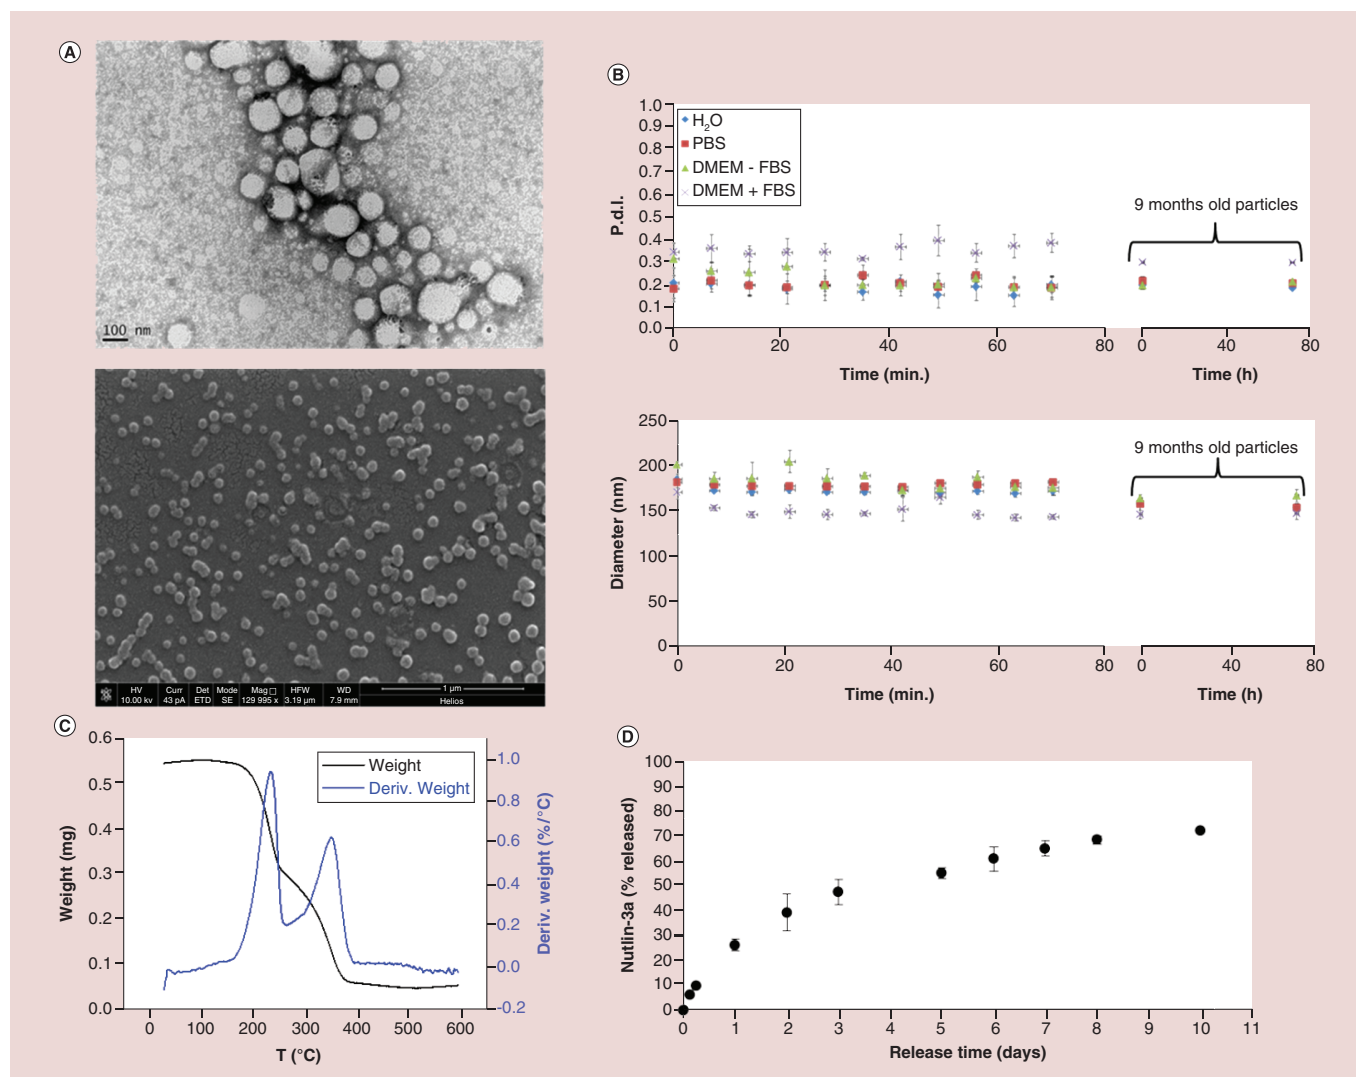 A
100 nm
HV Curr Det Mode Mag HFW WD 1 µm
10.00 kv 43 pA ETD SE 129 995 x 3.19 µm 7.9 mm Helios
B
P.d.I.
1.0
0.9
0.8
0.7
0.6
0.5
0.4
0.3
0.2
0.1
0.0
H2O
PBS
DMEM - FBS
DMEM + FBS
9 months old particles
0 20 40 60 80 0 40 80
Time (min.) Time (h)
Diameter (nm)
250
200
150
100
50
0
9 months old particles
0 20 40 60 80 0 40 80
Time (min.) Time (h)
C
Weight (mg)
0.6
0.5
0.4
0.3
0.2
0.1
0.0
Weight
Deriv. Weight
1.0
0.8
0.6
0.4
0.2
0.0
-0.2
Deriv. weight (%/°C)
0 100 200 300 400 500 600
T (°C)
D
Nutlin-3a (% released)
100
90
80
70
60
50
40
30
20
10
0
0 1 2 3 4 5 6 7 8 9 10 11
Release time (days)